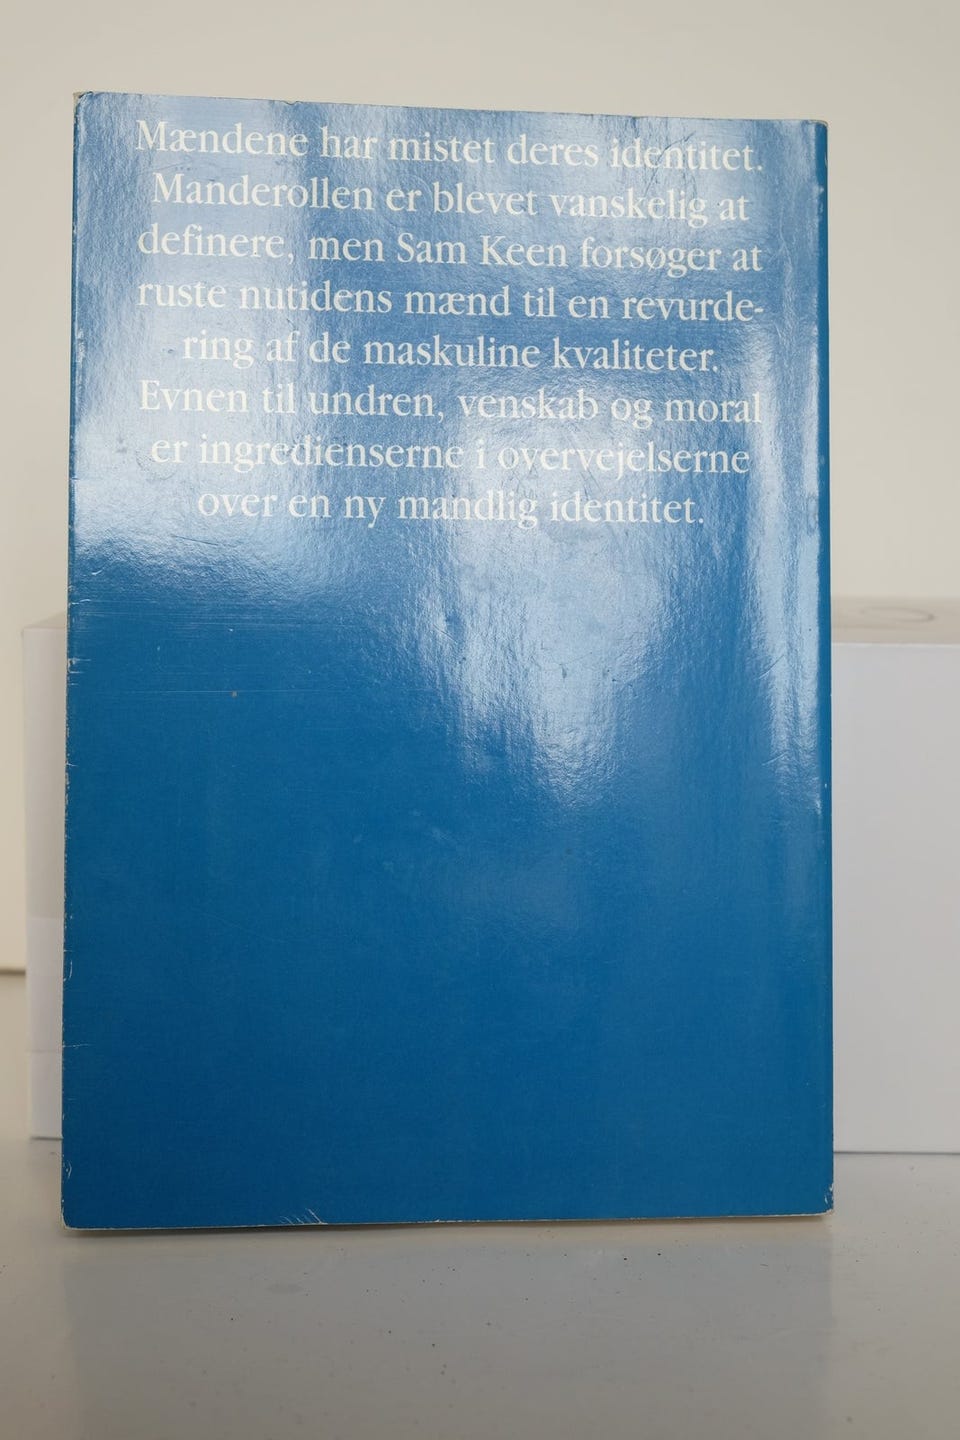 Mændene har mistet deres identitet.
Manderollen er blevet vanskelig at
definere, men Sam Keen forsøger at
ruste nutidens mænd til en revurde-
ring af de maskuline kvaliteter.
Evnen til undren, venskab og moral
er ingredienserne i overvejelserne
over en ny mandlig identitet.